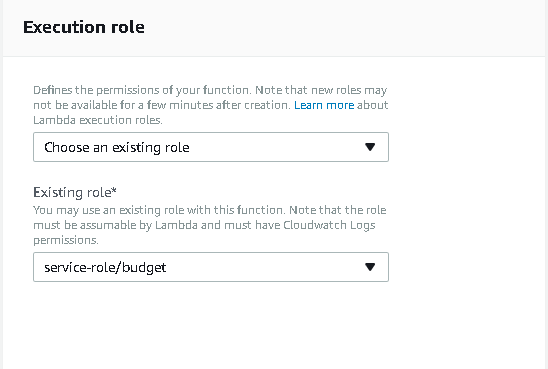 Execution role
Defines the permissions of your function. Note that new roles may
not be available for a few minutes after creation. Learn more about
Lambda execution roles.
Choose an existing role
Existing role*
You may use an existing role with this function. Note that the role
must be assumable by Lambda and must have Cloudwatch Logs
permissions.
service-role/budget